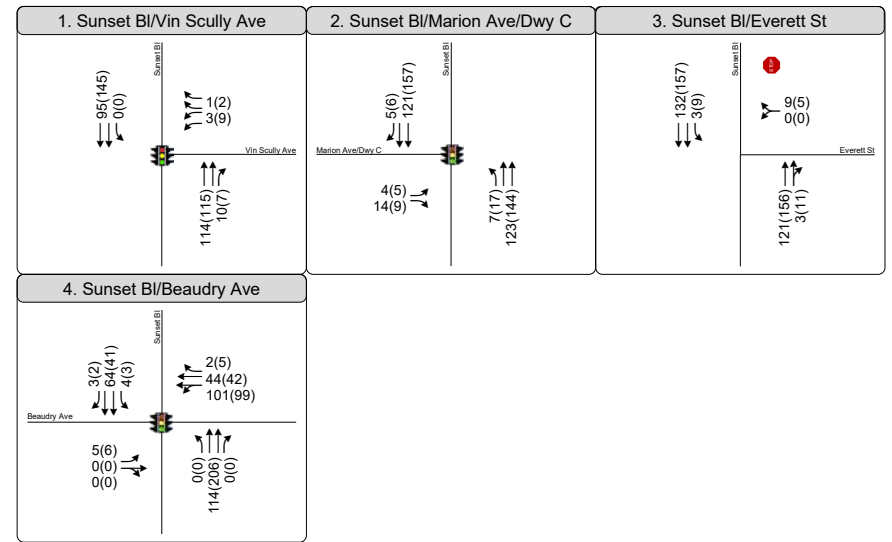 1. Sunset Bl/Vin Scully Ave
Sunset Bl
95(145)
0(0)
1(2)
3(9)
Vin Scully Ave
114(115)
10(7)
2. Sunset Bl/Marion Ave/Dwy C
Sunset Bl
5(6)
121(157)
Marion Ave/Dwy C
4(5)
14(9)
7(17)
123(144)
3. Sunset Bl/Everett St
Sunset Bl
STOP
132(157)
3(9)
9(5)
0(0)
Everett St
121(156)
3(11)
4. Sunset Bl/Beaudry Ave
Sunset Bl
3(2)
64(41)
4(3)
2(5)
44(42)
101(99)
Beaudry Ave
5(6)
0(0)
0(0)
0(0)
114(206)
0(0)